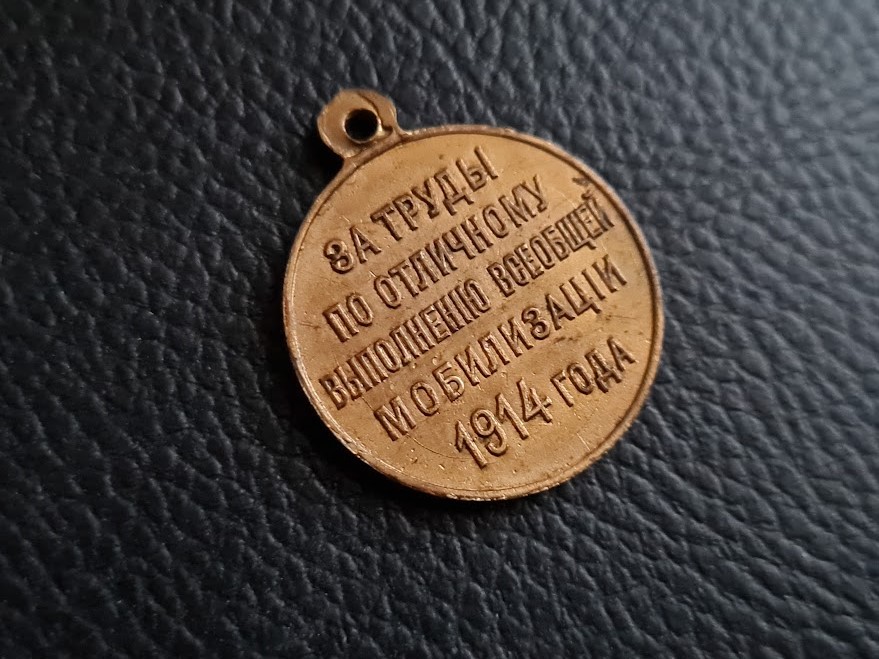 ЗА ТРУДЫ
ПО ОТЛИЧНОМУ
ВЫПОЛНЕНІЮ ВСЕОБЩЕЙ
МОБИЛИЗАЦІИ
1914 ГОДА